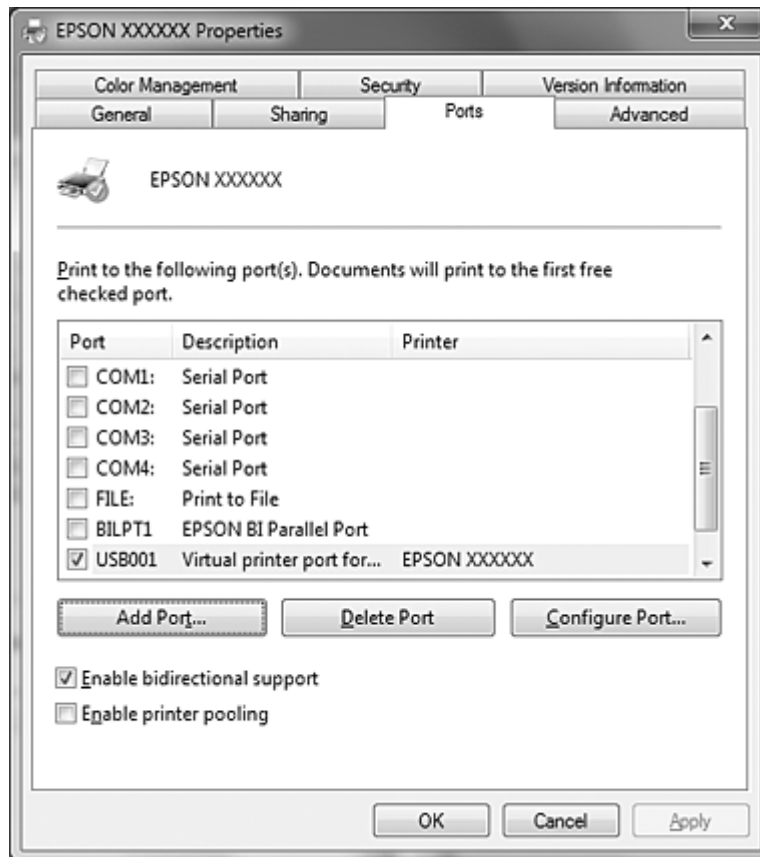 EPSON XXXXXX Properties
Color Management Security Version Information
General Sharing Ports Advanced
EPSON XXXXXX
Print to the following port(s). Documents will print to the first free
checked port.
Port Description Printer
COM1: Serial Port
COM2: Serial Port
COM3: Serial Port
COM4: Serial Port
FILE: Print to File
BILPT1 EPSON BI Parallel Port
USB001 Virtual printer port for... EPSON XXXXXX
Add Port... Delete Port Configure Port...
Enable bidirectional support
Enable printer pooling
OK Cancel Apply